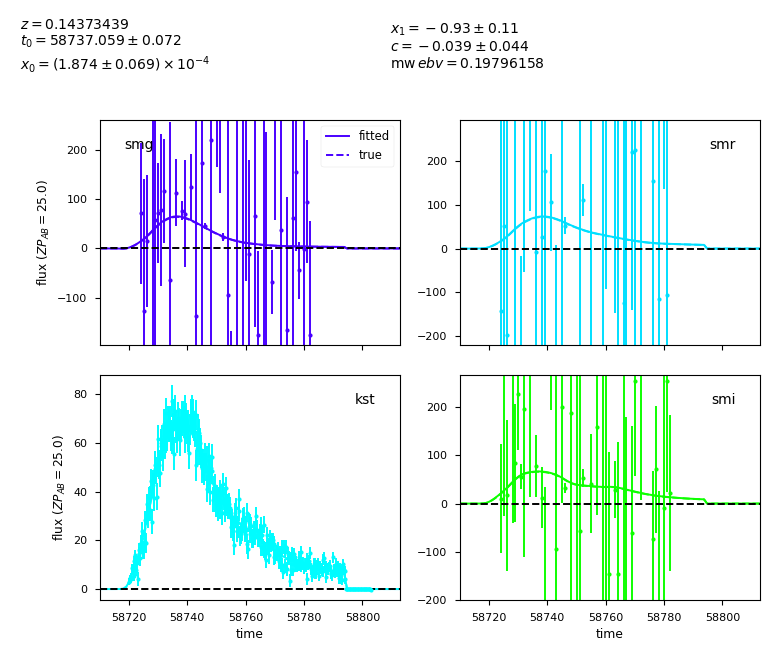 z = 0.14373439
t₀ = 58737.059 ± 0.072
x₀ = (1.874 ± 0.069) × 10⁻⁴
x₁ = −0.93 ± 0.11
c = −0.039 ± 0.044
mw ebv = 0.19796158
smg
fitted
true
200
100
0
−100
flux (ZP_AB = 25.0)
smr
200
100
0
−100
−200
kst
80
60
40
20
0
flux (ZP_AB = 25.0)
58720 58740 58760 58780 58800
time
smi
200
100
0
−100
−200
58720 58740 58760 58780 58800
time